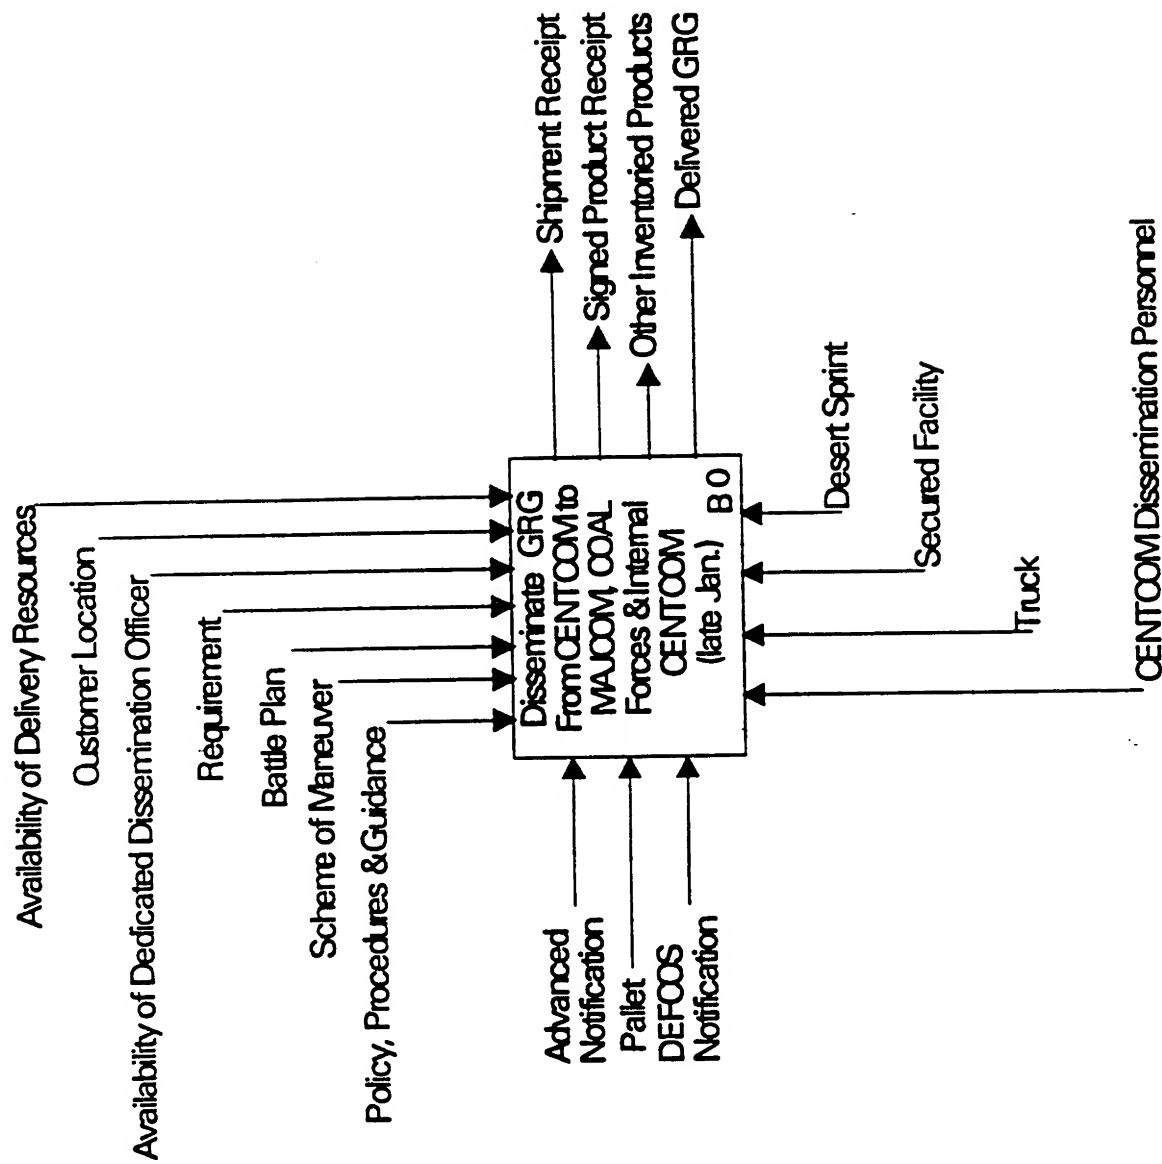 Availability of Delivery Resources
Customer Location
Availability of Dedicated Dissemination Officer
Requirement
Battle Plan
Scheme of Maneuver
Policy, Procedures & Guidance
Advanced
Notification
Pallet
DEFCOS
Notification
Disseminate GRG
From CENTCOM to
MAJCOM, COAL
Forces & Internal
CENTCOM
(late Jan.)
B 0
Shipment Receipt
Signed Product Receipt
Other Inventoried Products
Delivered GRG
Desert Sprint
Secured Facility
Truck
CENTCOM Dissemination Personnel